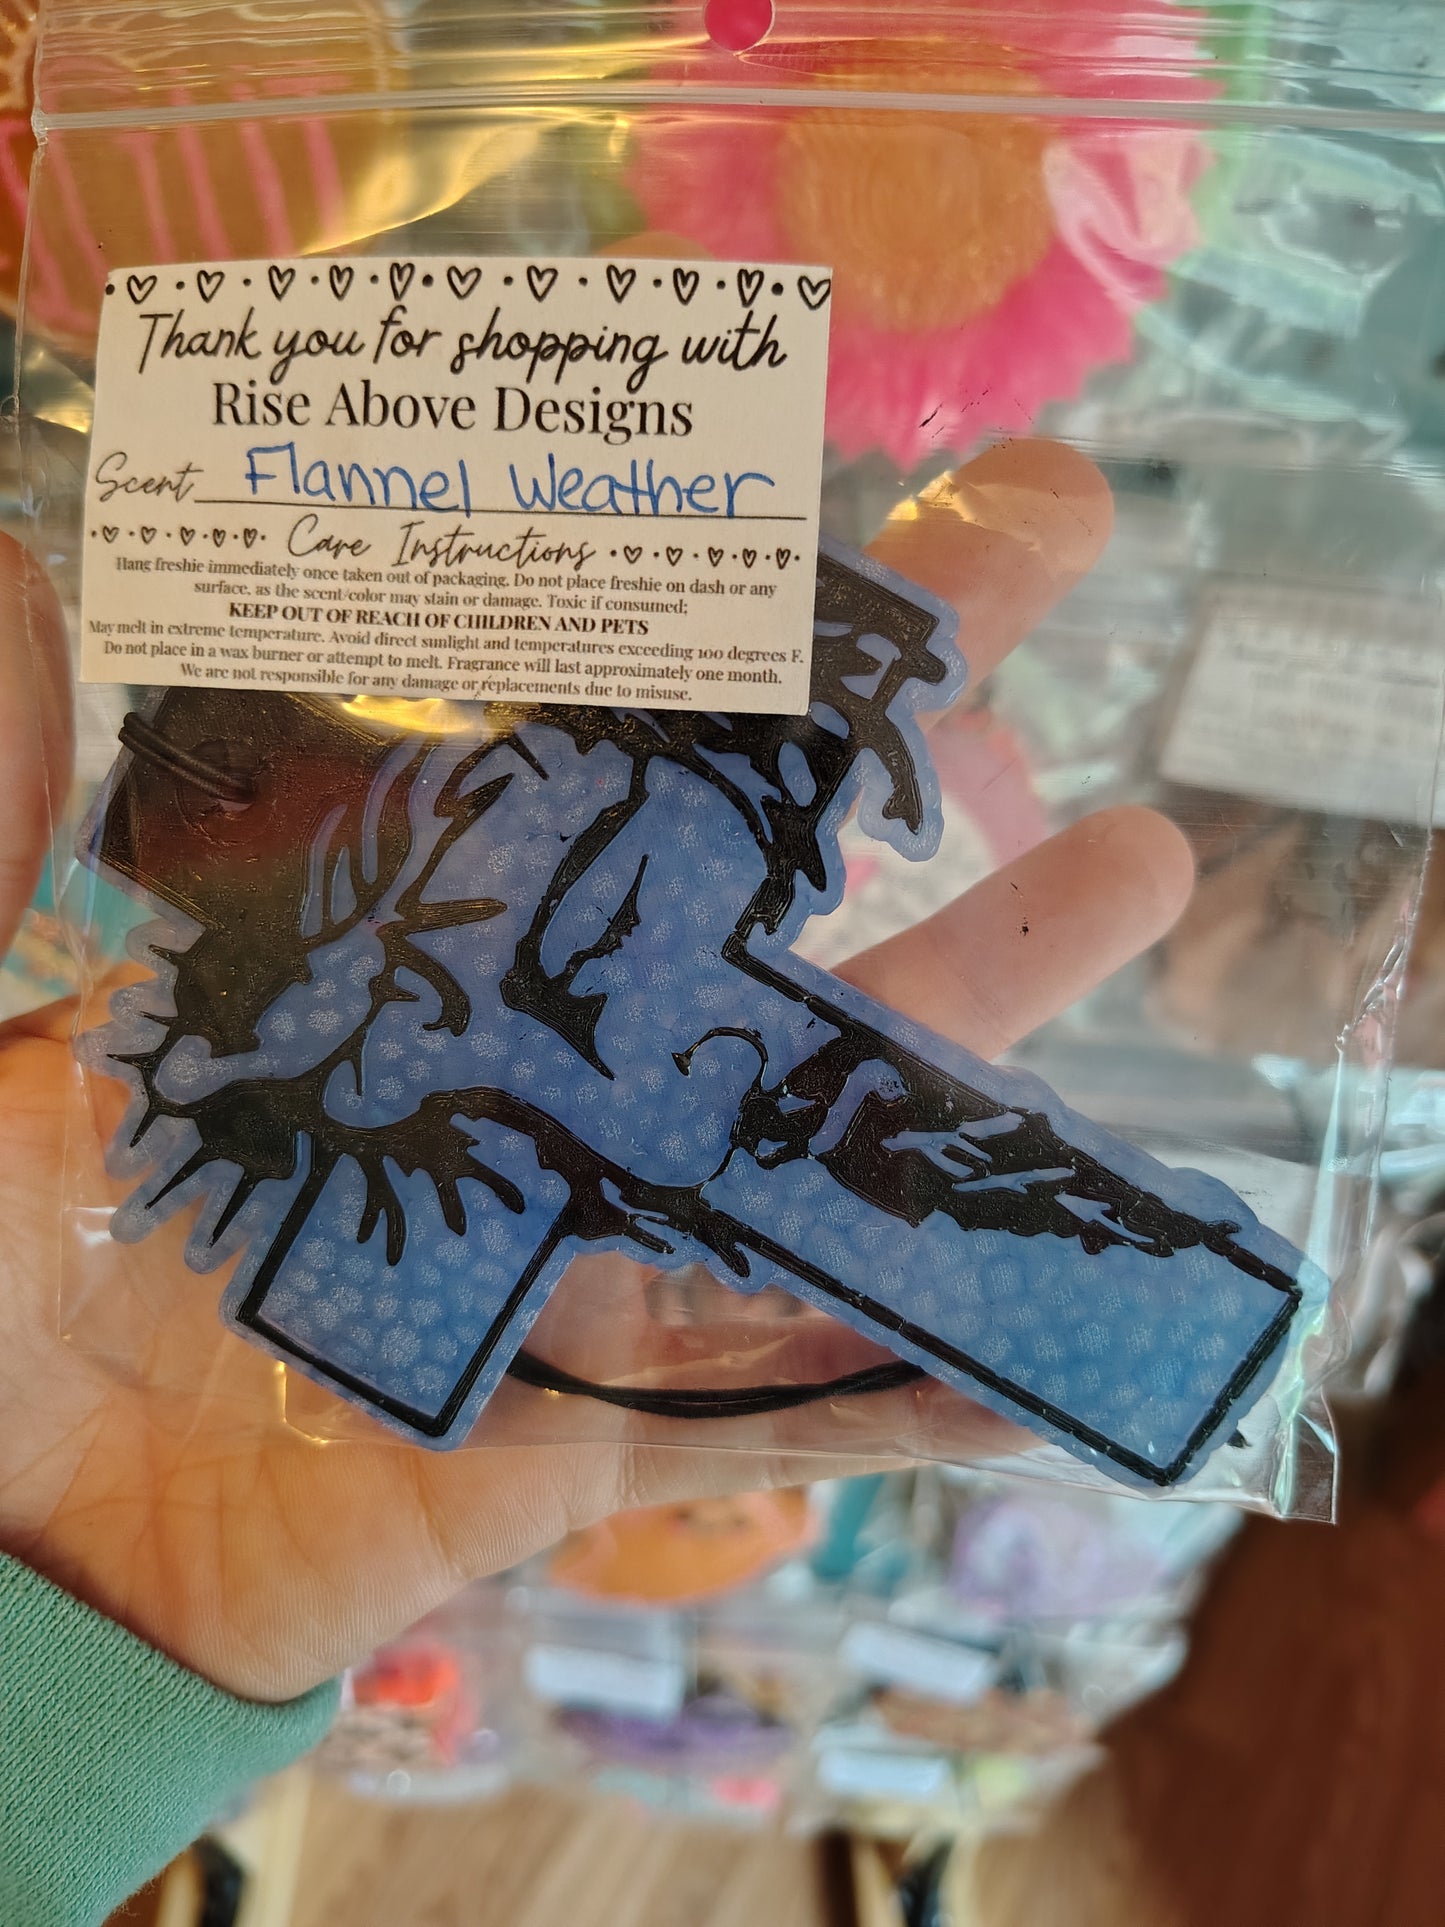 Thank you for shopping with
Rise Above Designs
Scent Flannel Weather
Care Instructions
Hang freshie immediately once taken out of packaging. Do not place freshie on dash or any
surface, as the scent/color may stain or damage. Toxic if consumed;
KEEP OUT OF REACH OF CHILDREN AND PETS
May melt in extreme temperature. Avoid direct sunlight and temperatures exceeding 100 degrees F.
Do not place in a wax burner or attempt to melt. Fragrance will last approximately one month.
We are not responsible for any damage or replacements due to misuse.